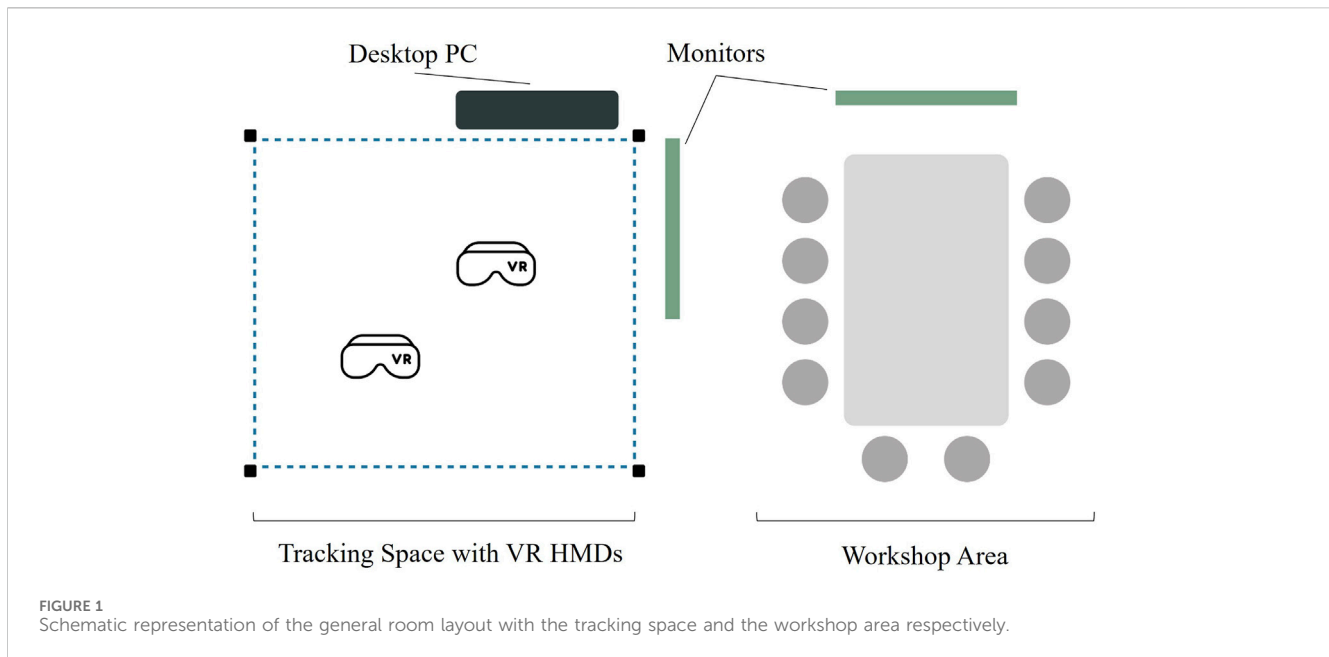 Desktop PC
Monitors
VR
VR
Tracking Space with VR HMDs
Workshop Area
FIGURE 1
Schematic representation of the general room layout with the tracking space and the workshop area respectively.